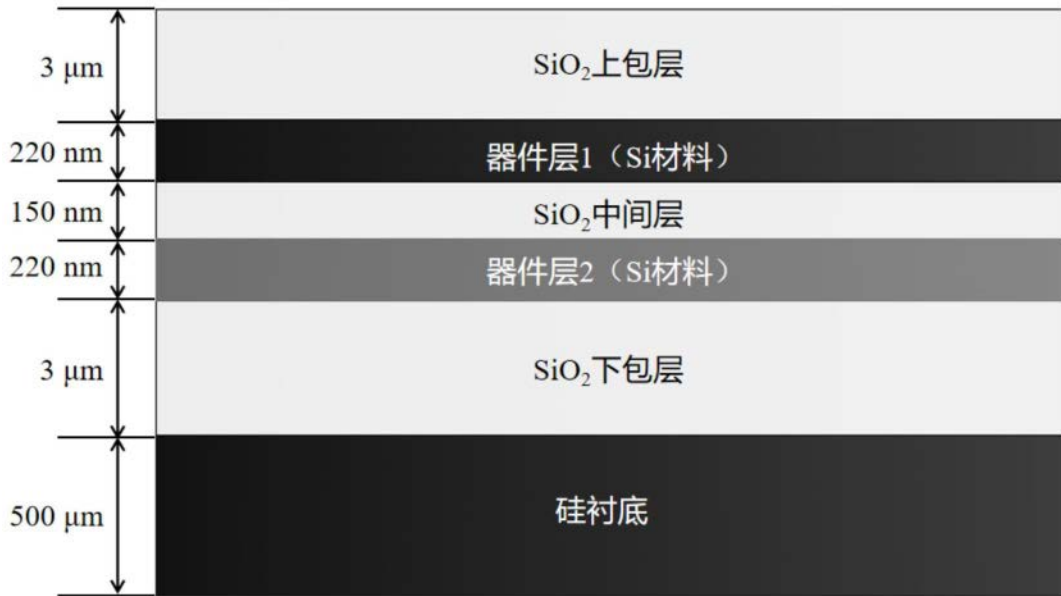 3 μm
SiO₂上包层
220 nm
器件层1（Si材料）
150 nm
SiO₂中间层
220 nm
器件层2（Si材料）
3 μm
SiO₂下包层
500 μm
硅衬底